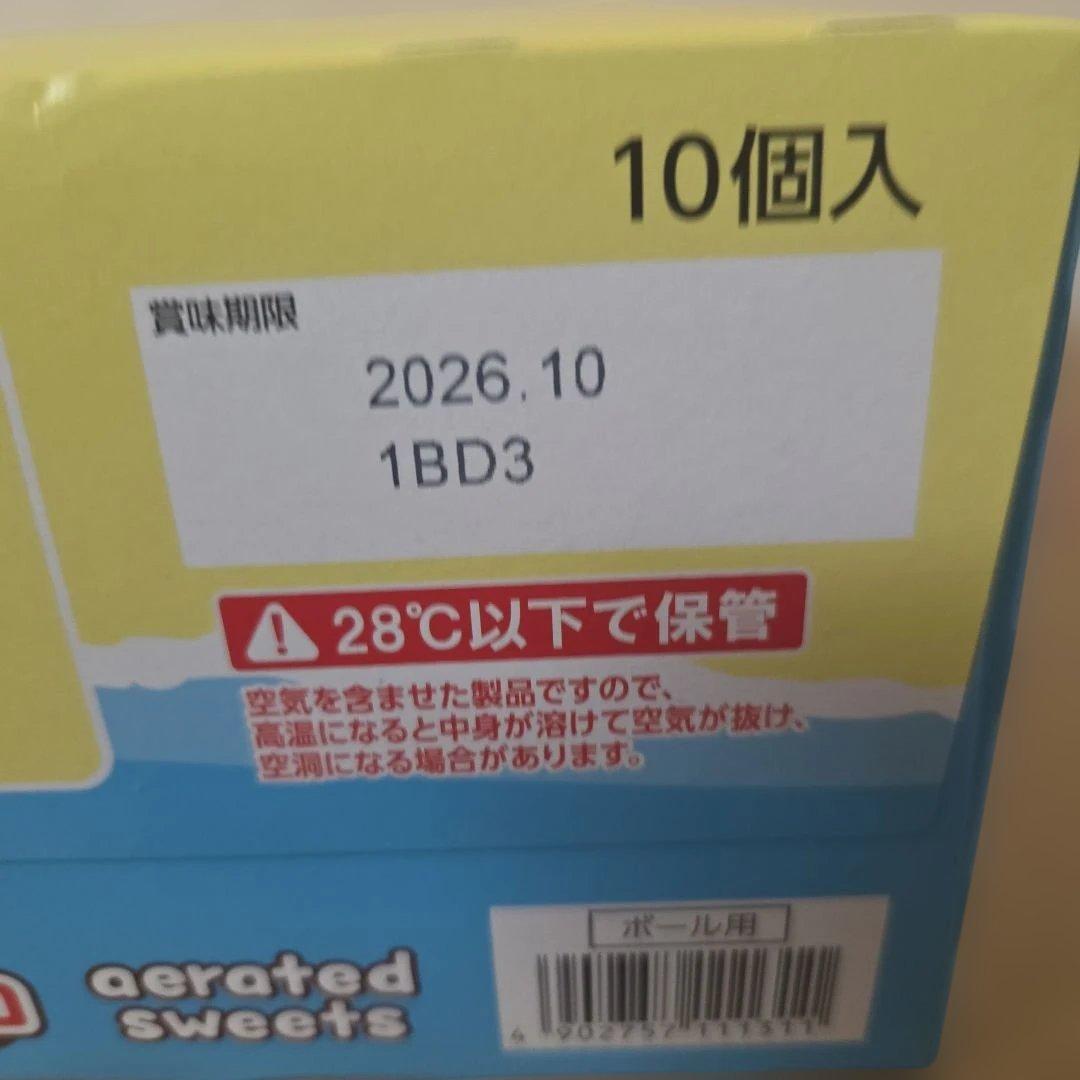 10個入
賞味期限
2026.10
1BD3
28℃以下で保管
空気を含ませた製品ですので、
高温になると中身が溶けて空気が抜け、
空洞になる場合があります。
ボール用
aerated
sweets
4 902757 111311